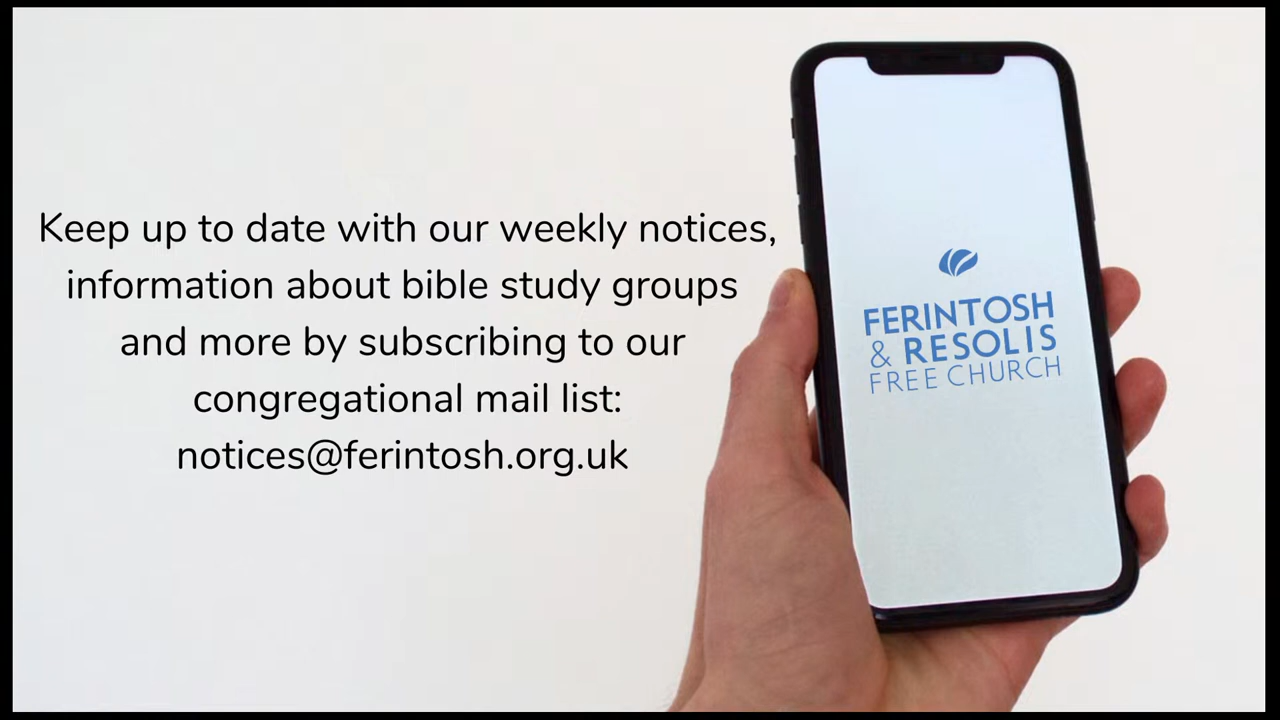 Keep up to date with our weekly notices,
information about bible study groups
and more by subscribing to our
congregational mail list:
notices@ferintosh.org.uk
FERINTOSH
& RESOLIS
FREE CHURCH